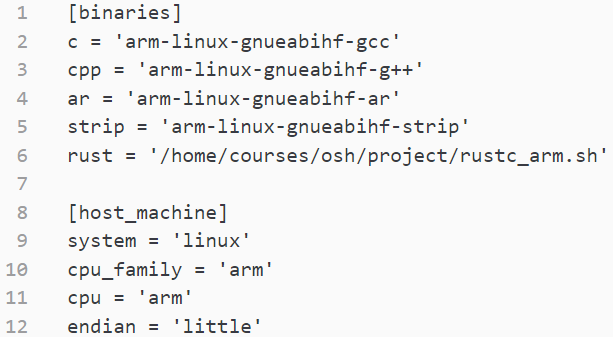 1 [binaries]
2 c = 'arm-linux-gnueabihf-gcc'
3 cpp = 'arm-linux-gnueabihf-g++'
4 ar = 'arm-linux-gnueabihf-ar'
5 strip = 'arm-linux-gnueabihf-strip'
6 rust = '/home/courses/osh/project/rustc_arm.sh'
7
8 [host_machine]
9 system = 'linux'
10 cpu_family = 'arm'
11 cpu = 'arm'
12 endian = 'little'